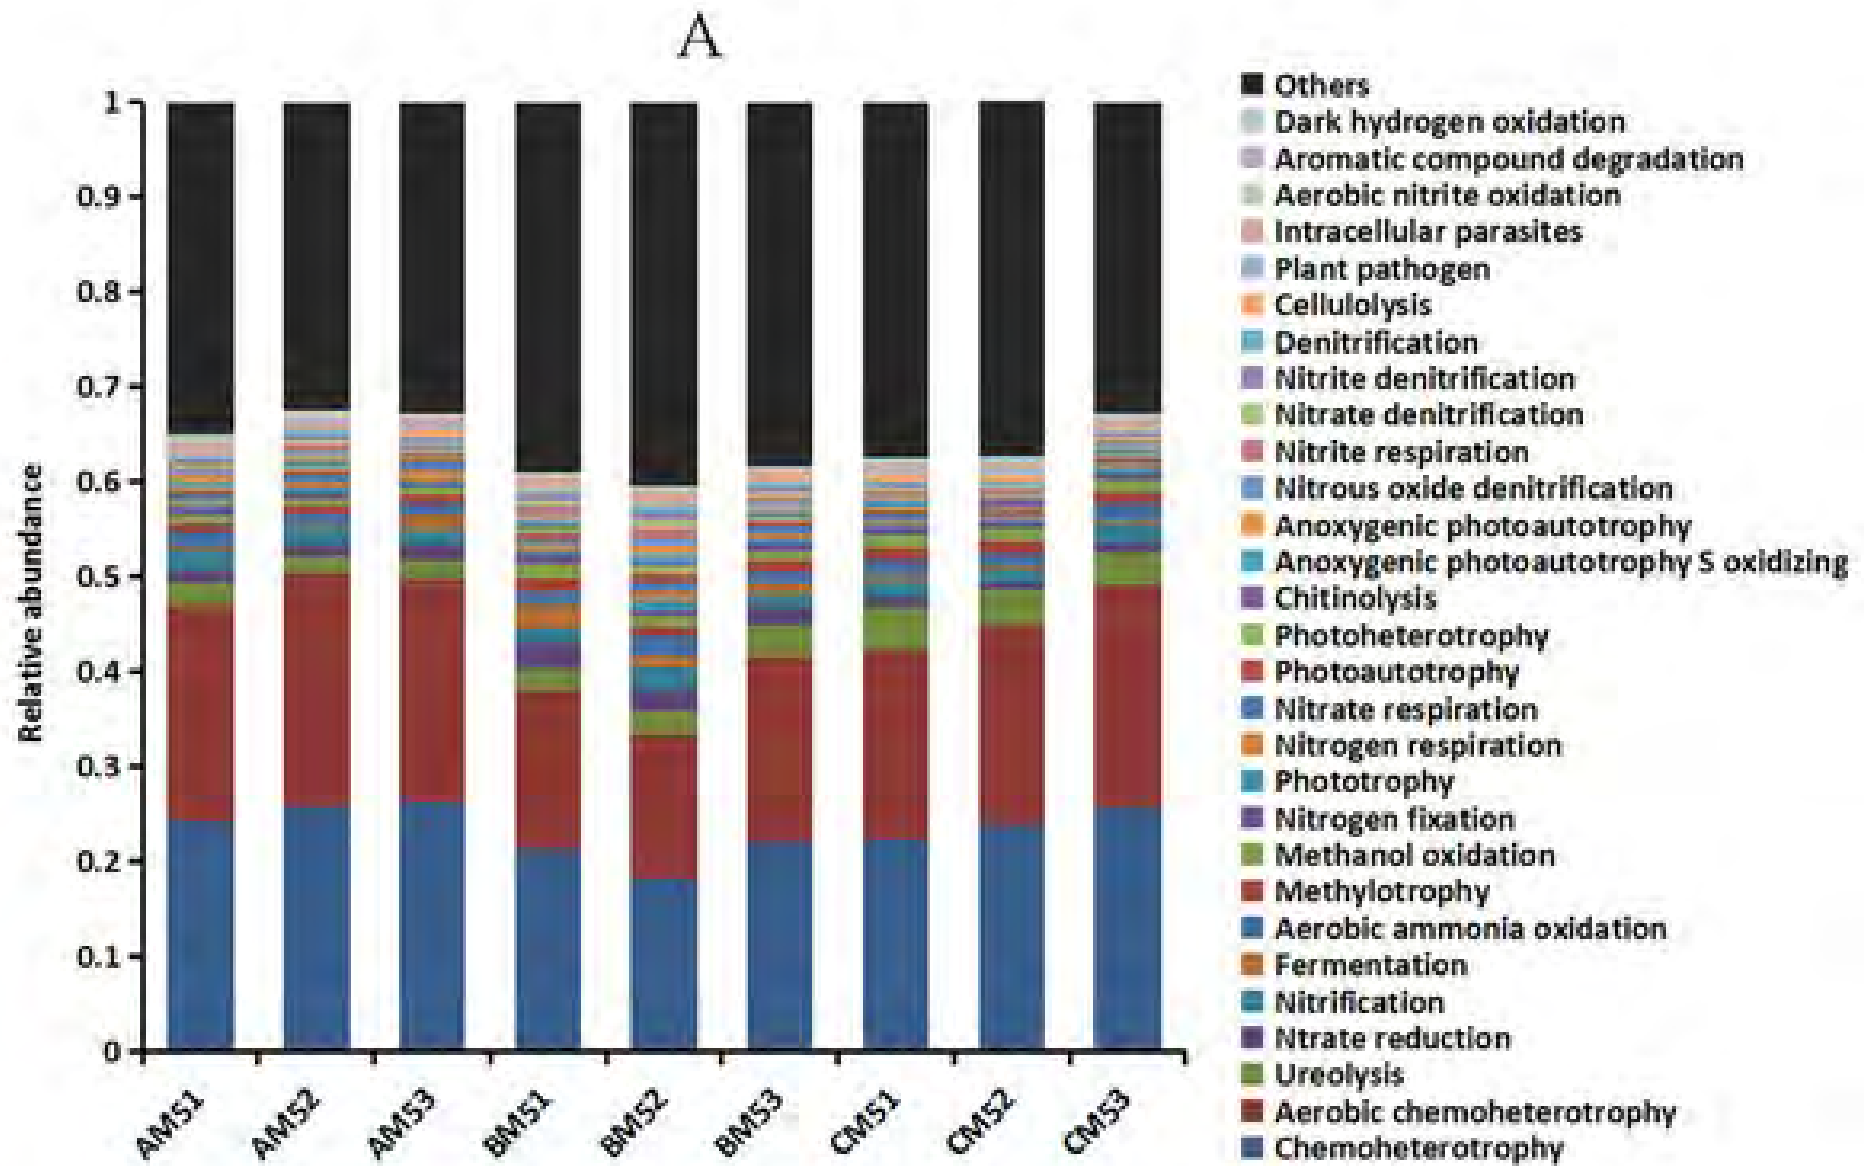 A
Relative abundance
1
0.9
0.8
0.7
0.6
0.5
0.4
0.3
0.2
0.1
0
AMS1
AMS2
AMS3
BMS1
BMS2
BMS3
CMS1
CMS2
CMS3
Others
Dark hydrogen oxidation
Aromatic compound degradation
Aerobic nitrite oxidation
Intracellular parasites
Plant pathogen
Cellulolysis
Denitrification
Nitrite denitrification
Nitrate denitrification
Nitrite respiration
Nitrous oxide denitrification
Anoxygenic photoautotrophy
Anoxygenic photoautotrophy S oxidizing
Chitinolysis
Photoheterotrophy
Photoautotrophy
Nitrate respiration
Nitrogen respiration
Phototrophy
Nitrogen fixation
Methanol oxidation
Methylotrophy
Aerobic ammonia oxidation
Fermentation
Nitrification
Ntrate reduction
Ureolysis
Aerobic chemoheterotrophy
Chemoheterotrophy